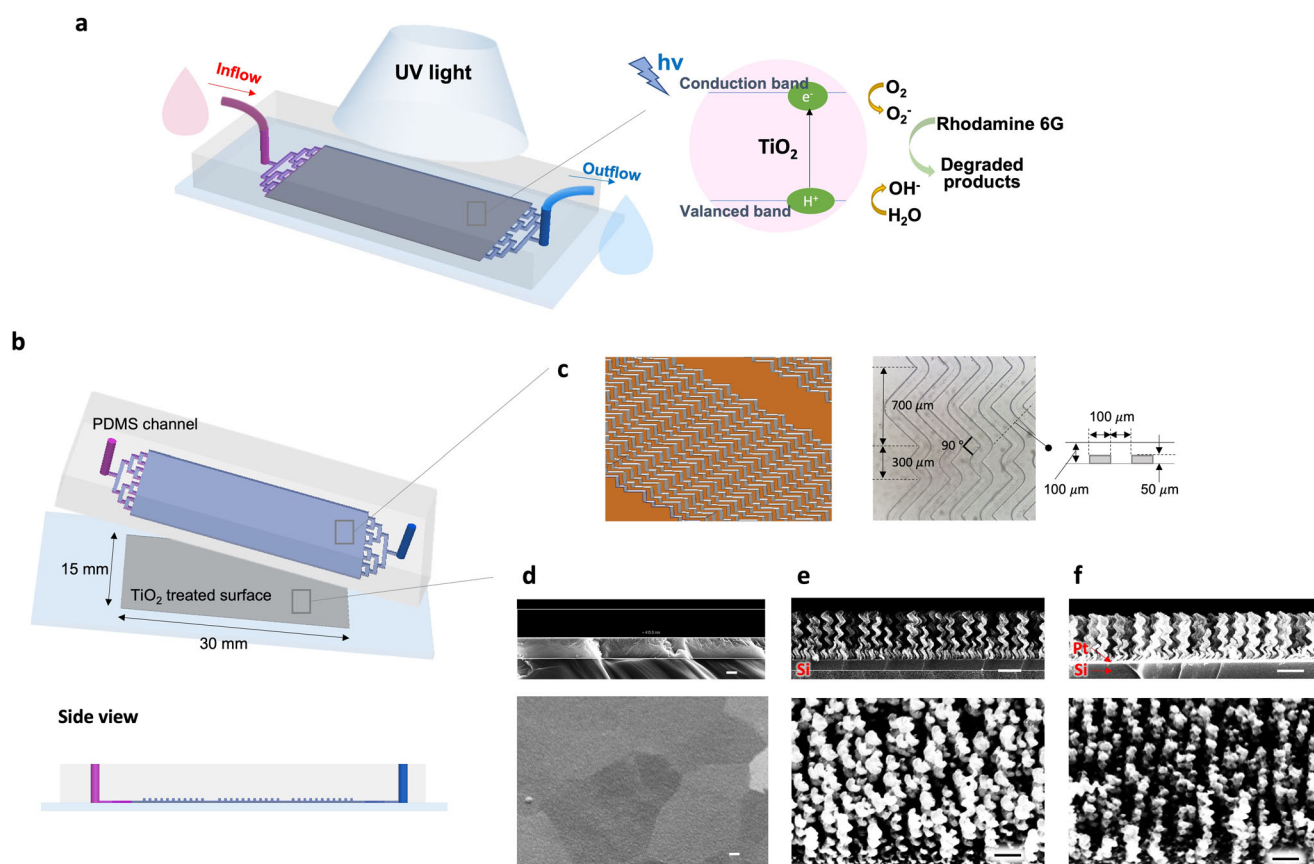 a
UV light
Inflow
Outflow
hv
Conduction band
e-
TiO2
H+
Valanced band
O2
O2-
Rhodamine 6G
Degraded
products
OH-
H2O
b
PDMS channel
15 mm
TiO2 treated surface
30 mm
Side view
c
700 µm
300 µm
90 °
100 µm
100 µm
50 µm
d
e
Si
f
Pt
Si